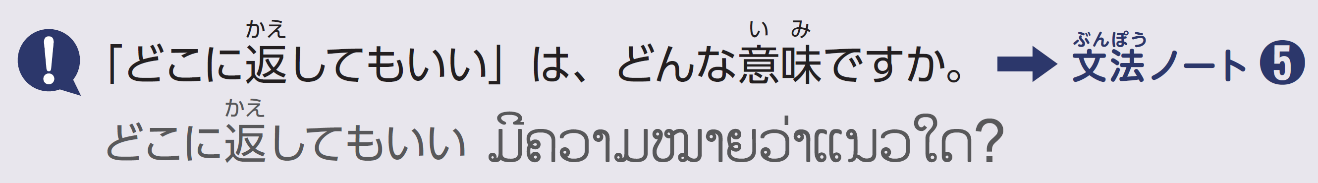 「どこに返してもいい」は、どんな意味ですか。 ➡ 文法ノート 5
どこに返してもいい ມີຄວາມໝາຍວ່າແນວໃດ?